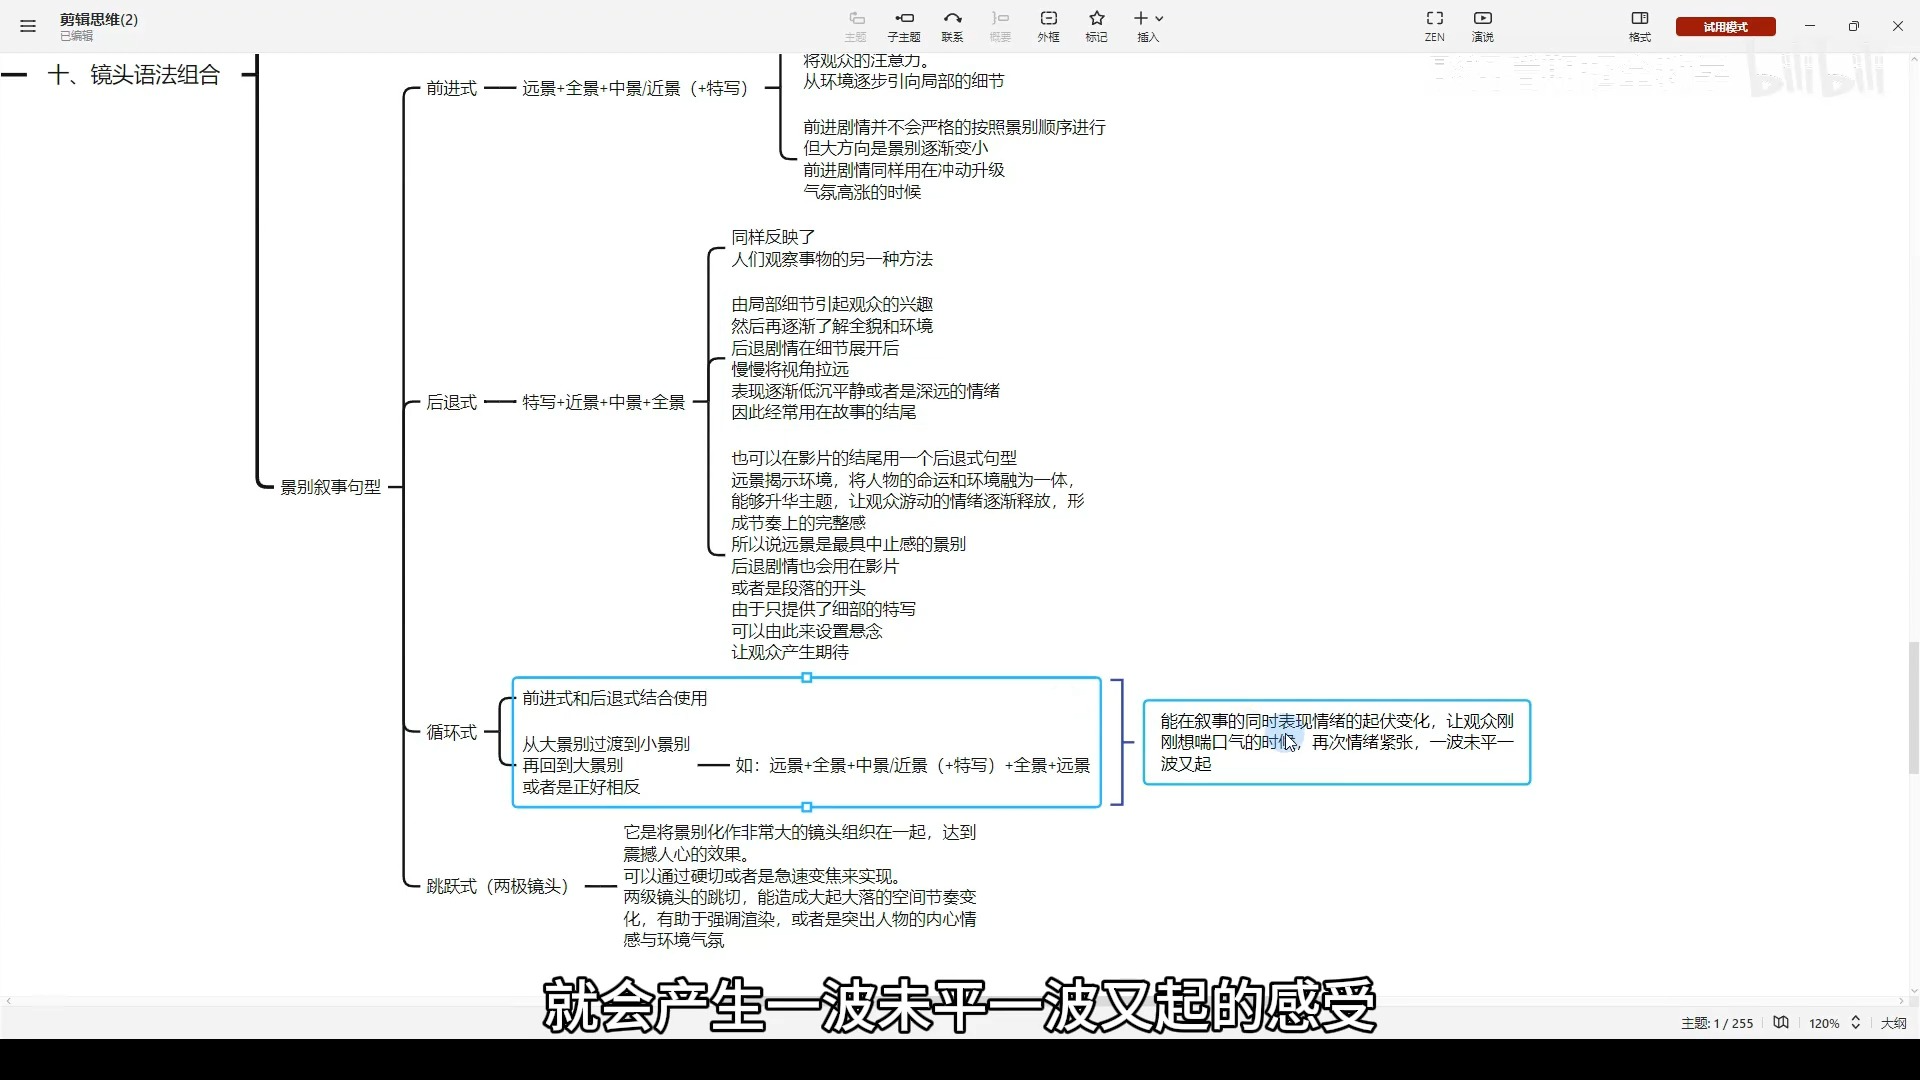 剪辑思维(2)
已编辑
主题
子主题
联系
概要
外框
标记
插入
ZEN
演说
格式
试用模式
bilibili
十、镜头语法组合
景别叙事句型
前进式
远景+全景+中景/近景（+特写）
将观众的注意力。
从环境逐步引向局部的细节
前进剧情并不会严格的按照景别顺序进行
但大方向是景别逐渐变小
前进剧情同样用在冲动升级
气氛高涨的时候
后退式
特写+近景+中景+全景
同样反映了
人们观察事物的另一种方法
由局部细节引起观众的兴趣
然后再逐渐了解全貌和环境
后退剧情在细节展开后
慢慢将视角拉远
表现逐渐低沉平静或者是深远的情绪
因此经常用在故事的结尾
也可以在影片的结尾用一个后退式句型
远景揭示环境，将人物的命运和环境融为一体，
能够升华主题，让观众游动的情绪逐渐释放，形
成节奏上的完整感
所以说远景是最具中止感的景别
后退剧情也会用在影片
或者是段落的开头
由于只提供了细部的特写
可以由此来设置悬念
让观众产生期待
循环式
前进式和后退式结合使用
从大景别过渡到小景别
再回到大景别
或者是正好相反
如：远景+全景+中景/近景（+特写）+全景+远景
能在叙事的同时表现情绪的起伏变化，让观众刚
刚想喘口气的时候，再次情绪紧张，一波未平一
波又起
跳跃式（两极镜头）
它是将景别化作非常大的镜头组织在一起，达到
震撼人心的效果。
可以通过硬切或者是急速变焦来实现。
两级镜头的跳切，能造成大起大落的空间节奏变
化，有助于强调渲染，或者是突出人物的内心情
感与环境气氛
就会产生一波未平一波又起的感受
主题: 1 / 255
120%
大纲